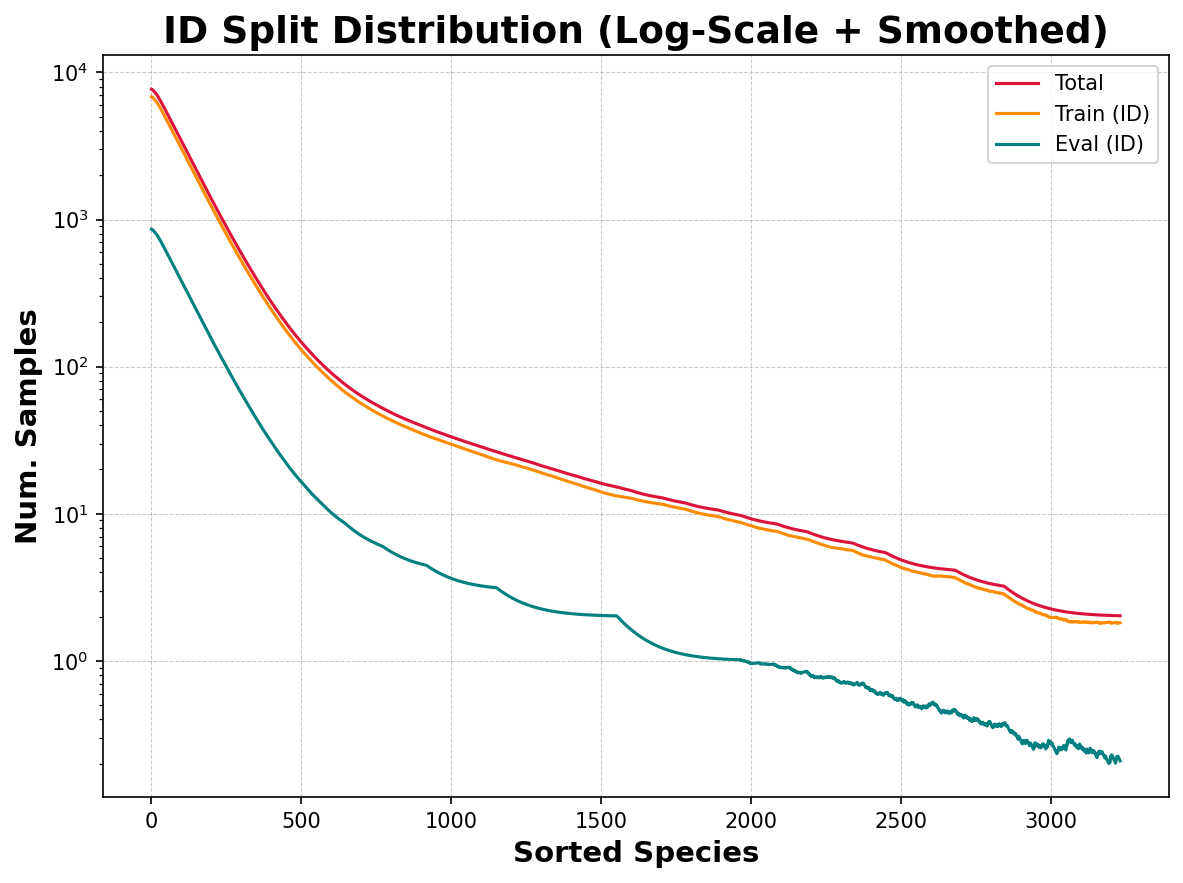 ID Split Distribution (Log-Scale + Smoothed)
Total
Train (ID)
Eval (ID)
Num. Samples
10⁴
10³
10²
10¹
10⁰
0 500 1000 1500 2000 2500 3000
Sorted Species